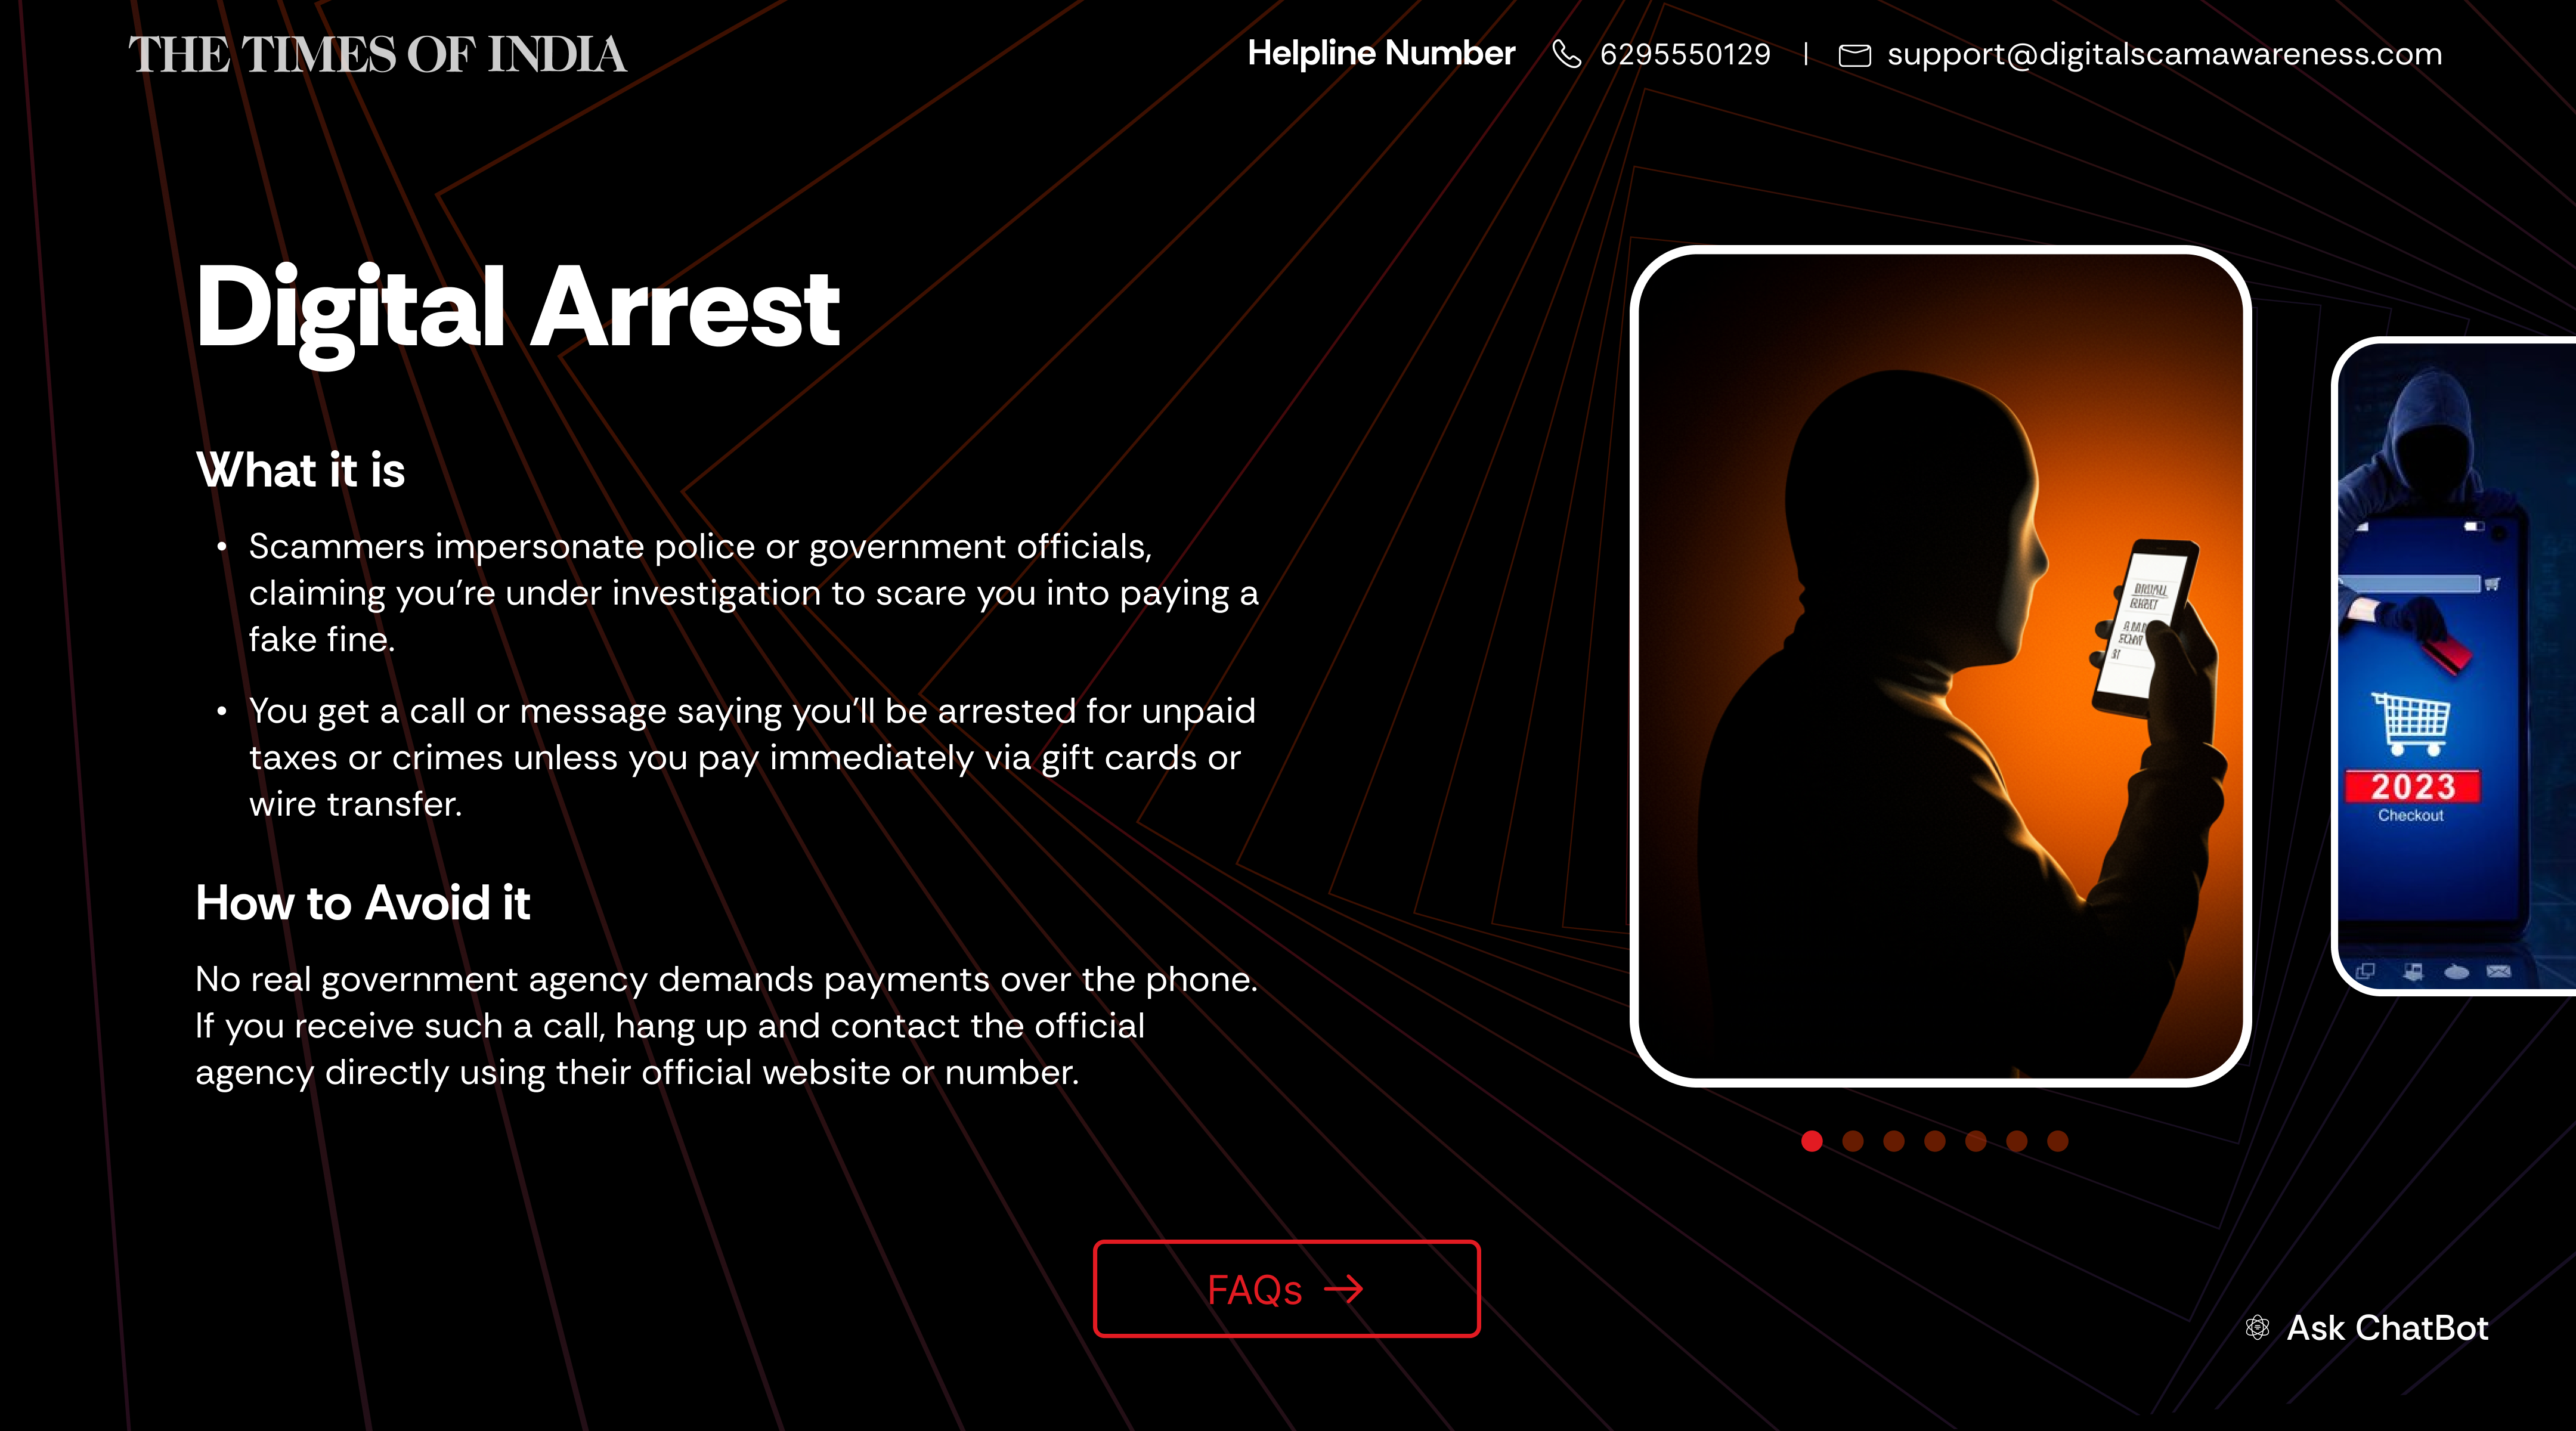 THE TIMES OF INDIA
Helpline Number 6295550129 | support@digitalscamawareness.com
Digital Arrest
What it is
• Scammers impersonate police or government officials,
claiming you're under investigation to scare you into paying a
fake fine.
• You get a call or message saying you'll be arrested for unpaid
taxes or crimes unless you pay immediately via gift cards or
wire transfer.
How to Avoid it
No real government agency demands payments over the phone.
If you receive such a call, hang up and contact the official
agency directly using their official website or number.
2023
Checkout
FAQs →
Ask ChatBot